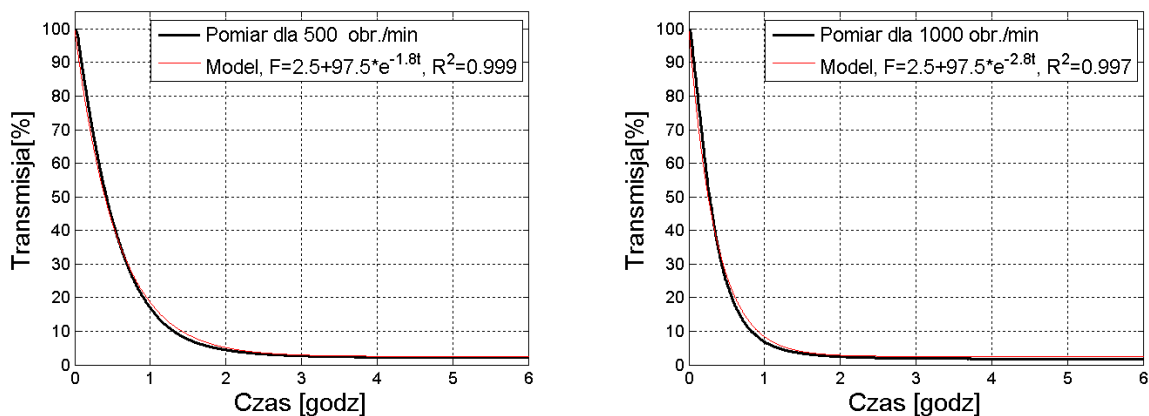 Pomiar dla 500 obr./min
Model, F=2.5+97.5*e^-1.8t, R^2=0.999
100
90
80
70
60
50
40
30
20
10
0
Transmisja[%]
0 1 2 3 4 5 6
Czas [godz]
Pomiar dla 1000 obr./min
Model, F=2.5+97.5*e^-2.8t, R^2=0.997
100
90
80
70
60
50
40
30
20
10
0
Transmisja[%]
0 1 2 3 4 5 6
Czas [godz]